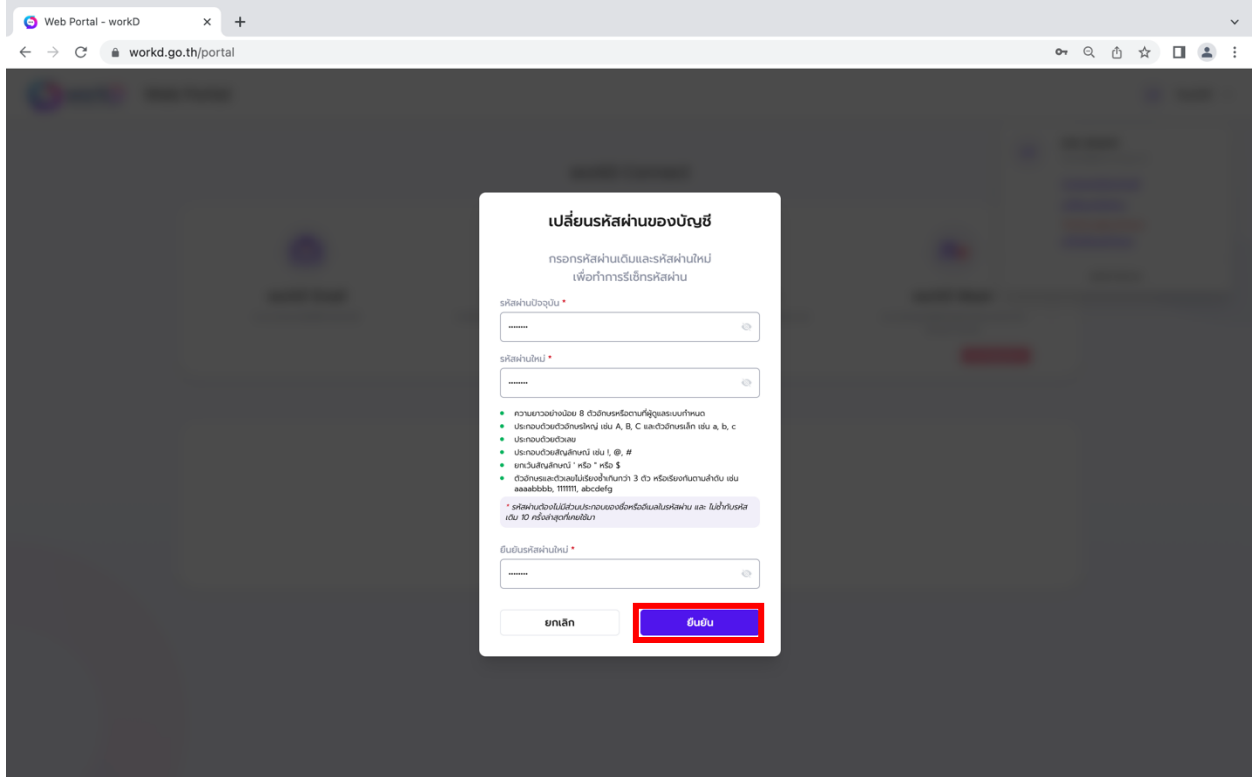 Web Portal - workD
workd.go.th/portal
เปลี่ยนรหัสผ่านของบัญชี
กรอกรหัสผ่านเดิมและรหัสผ่านใหม่
เพื่อทำการรีเซ็ทรหัสผ่าน
รหัสผ่านปัจจุบัน *
รหัสผ่านใหม่ *
ความยาวอย่างน้อย 8 ตัวอักษรหรือตามที่ผู้ดูแลระบบกำหนด
ประกอบด้วยตัวอักษรใหญ่ เช่น A, B, C และตัวอักษรเล็ก เช่น a, b, c
ประกอบด้วยตัวเลข
ประกอบด้วยสัญลักษณ์ เช่น !, @, #
ยกเว้นสัญลักษณ์ ' หรือ " หรือ $
ตัวอักษรและตัวเลขไม่เรียงซ้ำเกินกว่า 3 ตัว หรือเรียงกันตามลำดับ เช่น
aaaabbbb, 1111111, abcdefg
* รหัสผ่านต้องไม่มีส่วนประกอบของชื่อหรืออีเมลในรหัสผ่าน และ ไม่ซ้ำกับรหัส
เดิม 10 ครั้งล่าสุดที่เคยใช้มา
ยืนยันรหัสผ่านใหม่ *
ยกเลิก
ยืนยัน